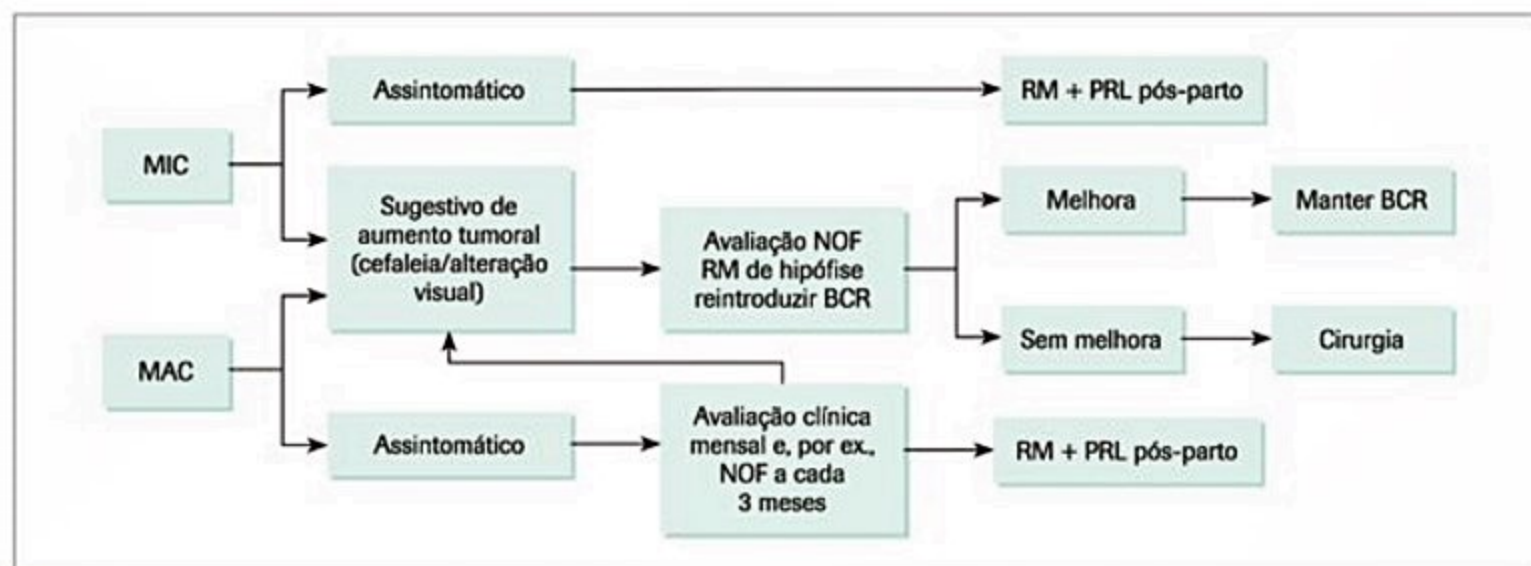 Assintomático
RM + PRL pós-parto
MIC
Sugestivo de
aumento tumoral
(cefaleia/alteração
visual)
Avaliação NOF
RM de hipófise
reintroduzir BCR
Melhora
Manter BCR
Sem melhora
Cirurgia
MAC
Assintomático
Avaliação clínica
mensal e, por ex.,
NOF a cada
3 meses
RM + PRL pós-parto